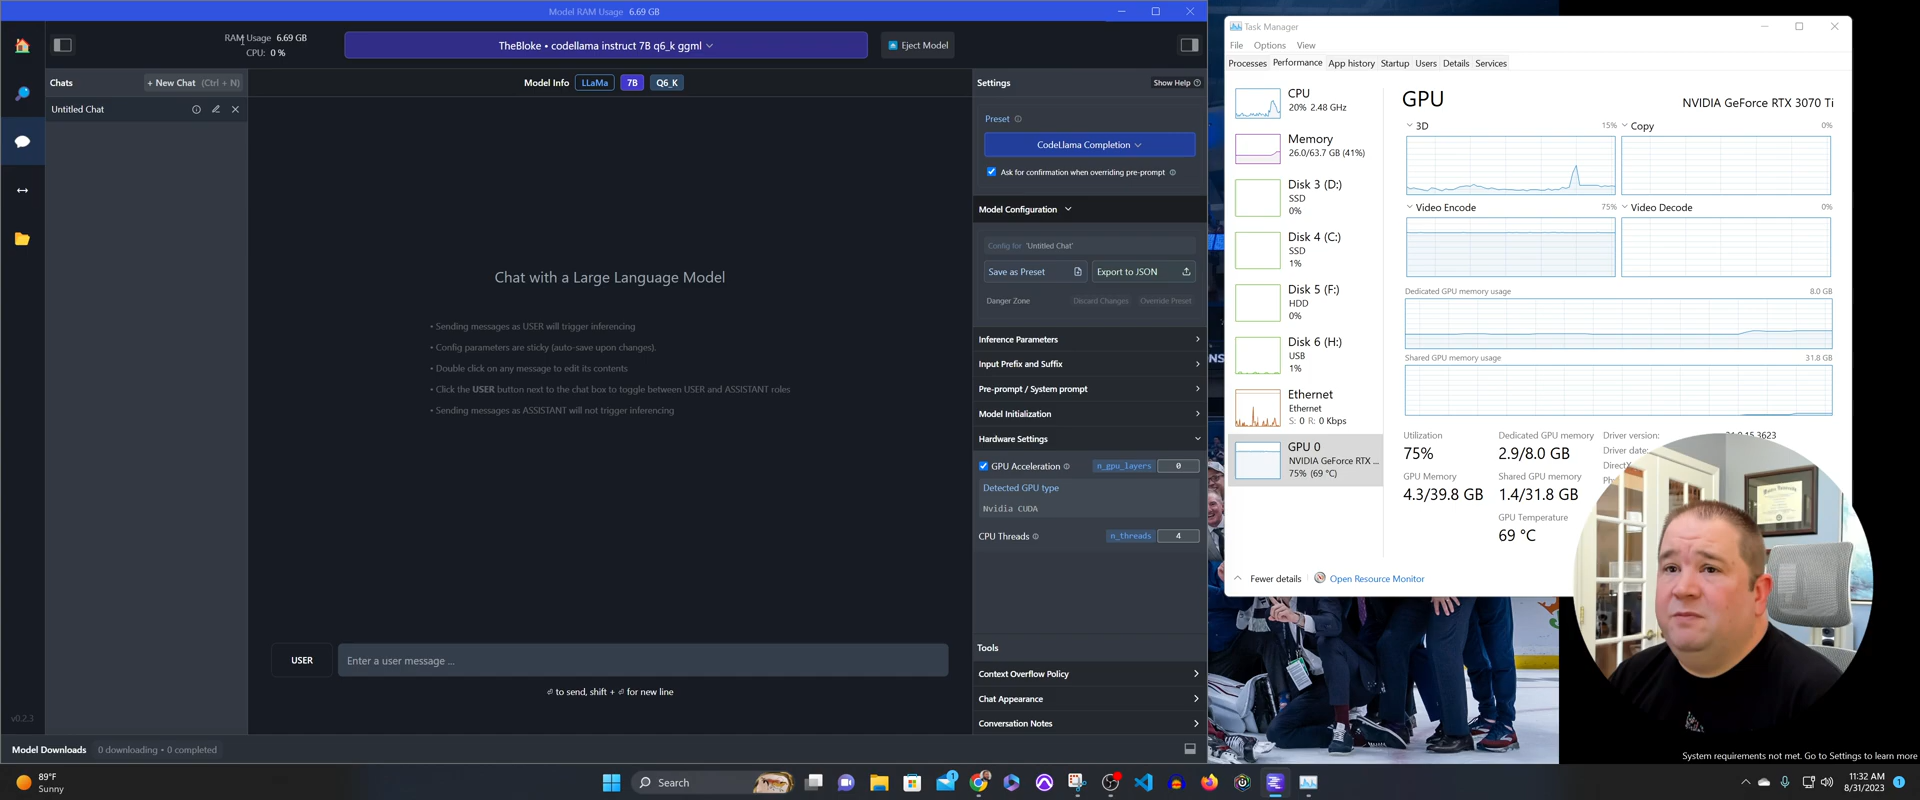 Model RAM Usage 6.69 GB
RAM Usage 6.69 GB
CPU: 0 %
TheBloke • codellama instruct 7B q6_k ggml
Eject Model
Chats
+ New Chat (Ctrl + N)
Untitled Chat
Model Info LLaMa 7B Q6_K
Chat with a Large Language Model
• Sending messages as USER will trigger inferencing
• Config parameters are sticky (auto-save upon changes).
• Double click on any message to edit its contents
• Click the USER button next to the chat box to toggle between USER and ASSISTANT roles
• Sending messages as ASSISTANT will not trigger inferencing
USER
Enter a user message ...
to send, shift + for new line
v0.2.3
Model Downloads 0 downloading • 0 completed
Settings
Show Help
Preset
CodeLlama Completion
Ask for confirmation when overriding pre-prompt
Model Configuration
Config for 'Untitled Chat'
Save as Preset
Export to JSON
Danger Zone Discard Changes Override Preset
Inference Parameters
Input Prefix and Suffix
Pre-prompt / System prompt
Model Initialization
Hardware Settings
GPU Acceleration n_gpu_layers 0
Detected GPU type
Nvidia CUDA
CPU Threads n_threads 4
Tools
Context Overflow Policy
Chat Appearance
Conversation Notes
Task Manager
File Options View
Processes Performance App history Startup Users Details Services
CPU
20% 2.48 GHz
Memory
26.0/63.7 GB (41%)
Disk 3 (D:)
SSD
0%
Disk 4 (C:)
SSD
1%
Disk 5 (F:)
HDD
0%
Disk 6 (H:)
USB
1%
Ethernet
Ethernet
S: 0 R: 0 Kbps
GPU 0
NVIDIA GeForce RTX ...
75% (69 °C)
GPU
NVIDIA GeForce RTX 3070 Ti
3D 15%
Copy 0%
Video Encode 75%
Video Decode 0%
Dedicated GPU memory usage 8.0 GB
Shared GPU memory usage 31.8 GB
Utilization
75%
Dedicated GPU memory
2.9/8.0 GB
GPU Memory
4.3/39.8 GB
Shared GPU memory
1.4/31.8 GB
GPU Temperature
69 °C
Driver version:
Driver date:
DirectX
Fewer details
Open Resource Monitor
System requirements not met. Go to Settings to learn more
89°F
Sunny
Search
11:32 AM
8/31/2023